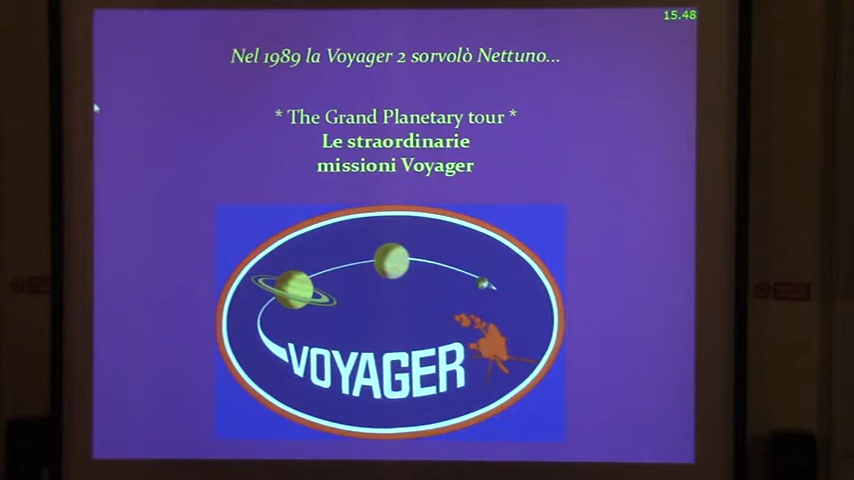 15.48
Nel 1989 la Voyager 2 sorvolò Nettuno...
* The Grand Planetary tour *
Le straordinarie
missioni Voyager
VOYAGER